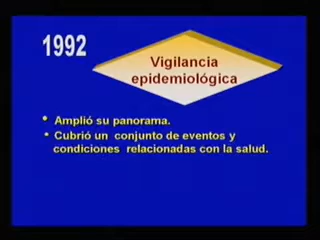 1992
Vigilancia
epidemiológica
• Amplió su panorama.
• Cubrió un conjunto de eventos y
condiciones relacionadas con la salud.